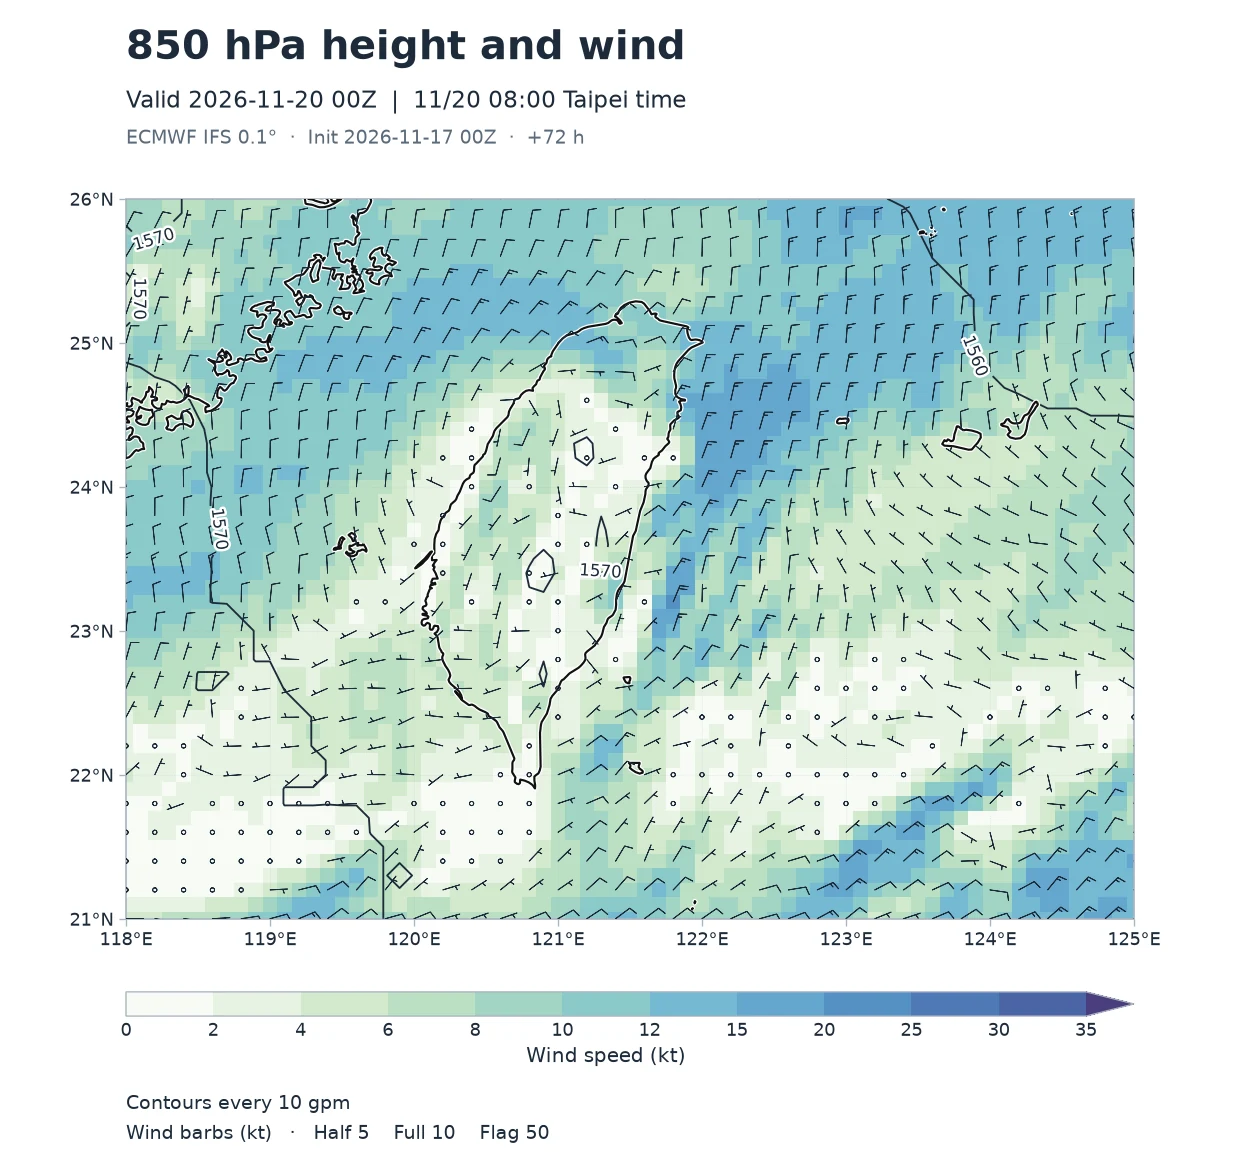 850 hPa height and wind
Valid 2026-11-20 00Z | 11/20 08:00 Taipei time
ECMWF IFS 0.1° · Init 2026-11-17 00Z · +72 h
26°N
1570
1570
25°N
1560
24°N
1570
1570
23°N
22°N
21°N
118°E 119°E 120°E 121°E 122°E 123°E 124°E 125°E
0 2 4 6 8 10 12 15 20 25 30 35
Wind speed (kt)
Contours every 10 gpm
Wind barbs (kt) · Half 5 Full 10 Flag 50